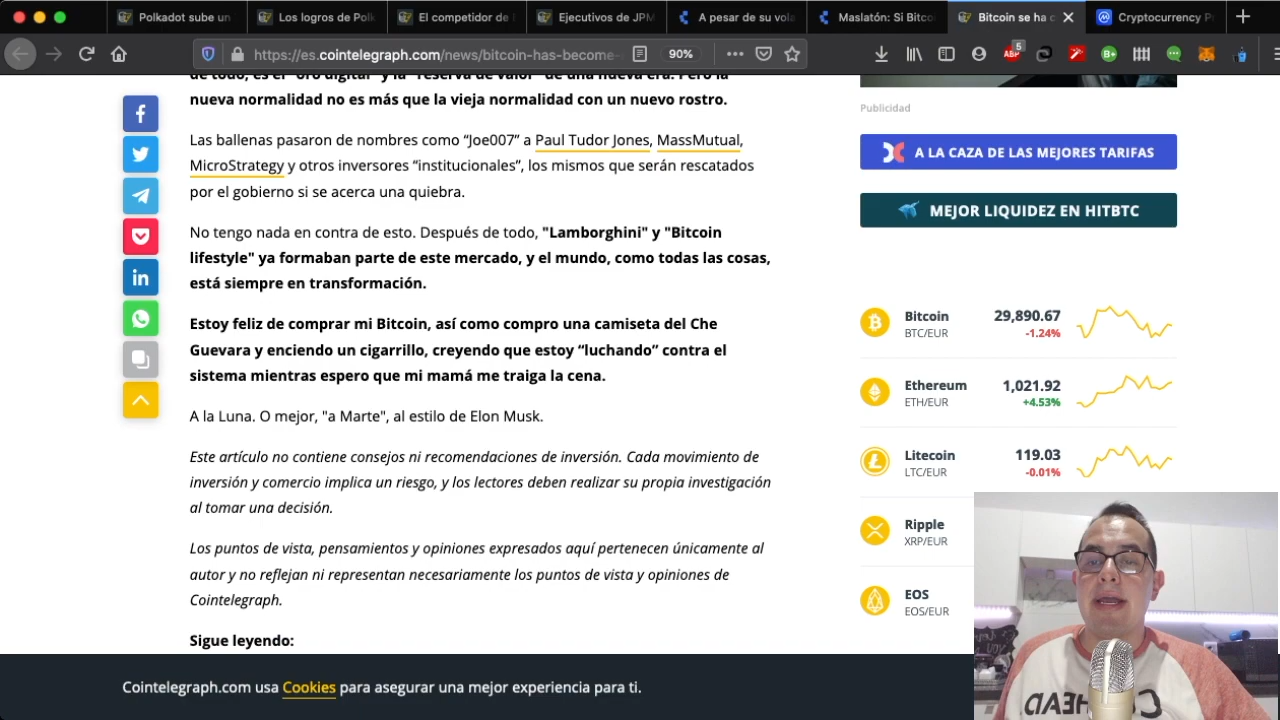 Polkadot sube un
Los logros de Polk
El competidor de
Ejecutivos de JPM
A pesar de su vola
Maslatón: Si Bitco
Bitcoin se ha c
Cryptocurrency P
https://es.cointelegraph.com/news/bitcoin-has-become-
90%
ABP
5
de todo, es el "oro digital" y la "reserva de valor" de una nueva era. Pero la
nueva normalidad no es más que la vieja normalidad con un nuevo rostro.
Las ballenas pasaron de nombres como “Joe007” a Paul Tudor Jones, MassMutual,
MicroStrategy y otros inversores “institucionales”, los mismos que serán rescatados
por el gobierno si se acerca una quiebra.
No tengo nada en contra de esto. Después de todo, "Lamborghini" y "Bitcoin
lifestyle" ya formaban parte de este mercado, y el mundo, como todas las cosas,
está siempre en transformación.
Estoy feliz de comprar mi Bitcoin, así como compro una camiseta del Che
Guevara y enciendo un cigarrillo, creyendo que estoy “luchando” contra el
sistema mientras espero que mi mamá me traiga la cena.
A la Luna. O mejor, "a Marte", al estilo de Elon Musk.
Este artículo no contiene consejos ni recomendaciones de inversión. Cada movimiento de
inversión y comercio implica un riesgo, y los lectores deben realizar su propia investigación
al tomar una decisión.
Los puntos de vista, pensamientos y opiniones expresados aquí pertenecen únicamente al
autor y no reflejan ni representan necesariamente los puntos de vista y opiniones de
Cointelegraph.
Sigue leyendo:
Publicidad
A LA CAZA DE LAS MEJORES TARIFAS
MEJOR LIQUIDEZ EN HITBTC
Bitcoin 29,890.67
BTC/EUR -1.24%
Ethereum 1,021.92
ETH/EUR +4.53%
Litecoin 119.03
LTC/EUR -0.01%
Ripple
XRP/EUR
EOS
EOS/EUR
Cointelegraph.com usa Cookies para asegurar una mejor experiencia para ti.